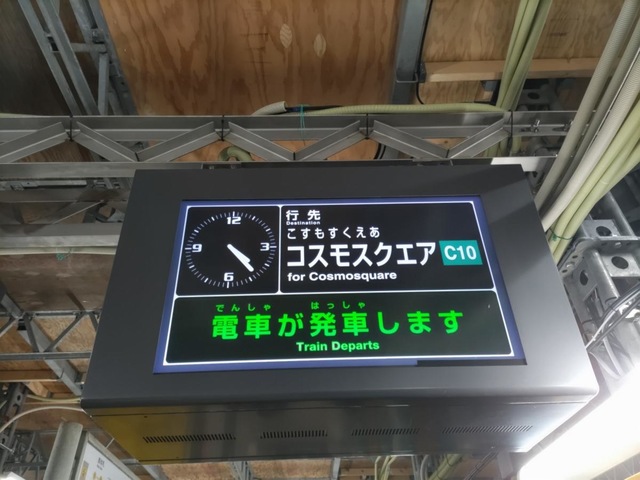 12
3
6
9
行先
Destination
こすもすくえあ
コスモスクエア C10
for Cosmosquare
でんしゃ はっしゃ
電車が発車します
Train Departs